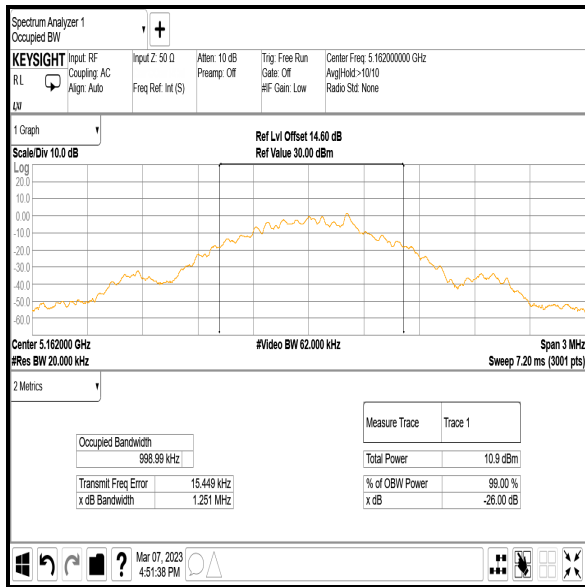 Spectrum Analyzer 1
Occupied BW
KEYSIGHT
R L
LXI
Input: RF
Coupling: AC
Align: Auto
Input Z: 50 Ω
Freq Ref: Int (S)
Atten: 10 dB
Preamp: Off
Trig: Free Run
Gate: Off
#IF Gain: Low
Center Freq: 5.162000000 GHz
Avg|Hold:>10/10
Radio Std: None
1 Graph
Scale/Div 10.0 dB
Ref Lvl Offset 14.60 dB
Ref Value 30.00 dBm
Log
20.0
10.0
0.00
-10.0
-20.0
-30.0
-40.0
-50.0
-60.0
Center 5.162000 GHz
#Video BW 62.000 kHz
Span 3 MHz
#Res BW 20.000 kHz
Sweep 7.20 ms (3001 pts)
2 Metrics
Occupied Bandwidth
998.99 kHz
Transmit Freq Error 15.449 kHz
x dB Bandwidth 1.251 MHz
Measure Trace Trace 1
Total Power 10.9 dBm
% of OBW Power 99.00 %
x dB -26.00 dB
?
Mar 07, 2023
4:51:38 PM